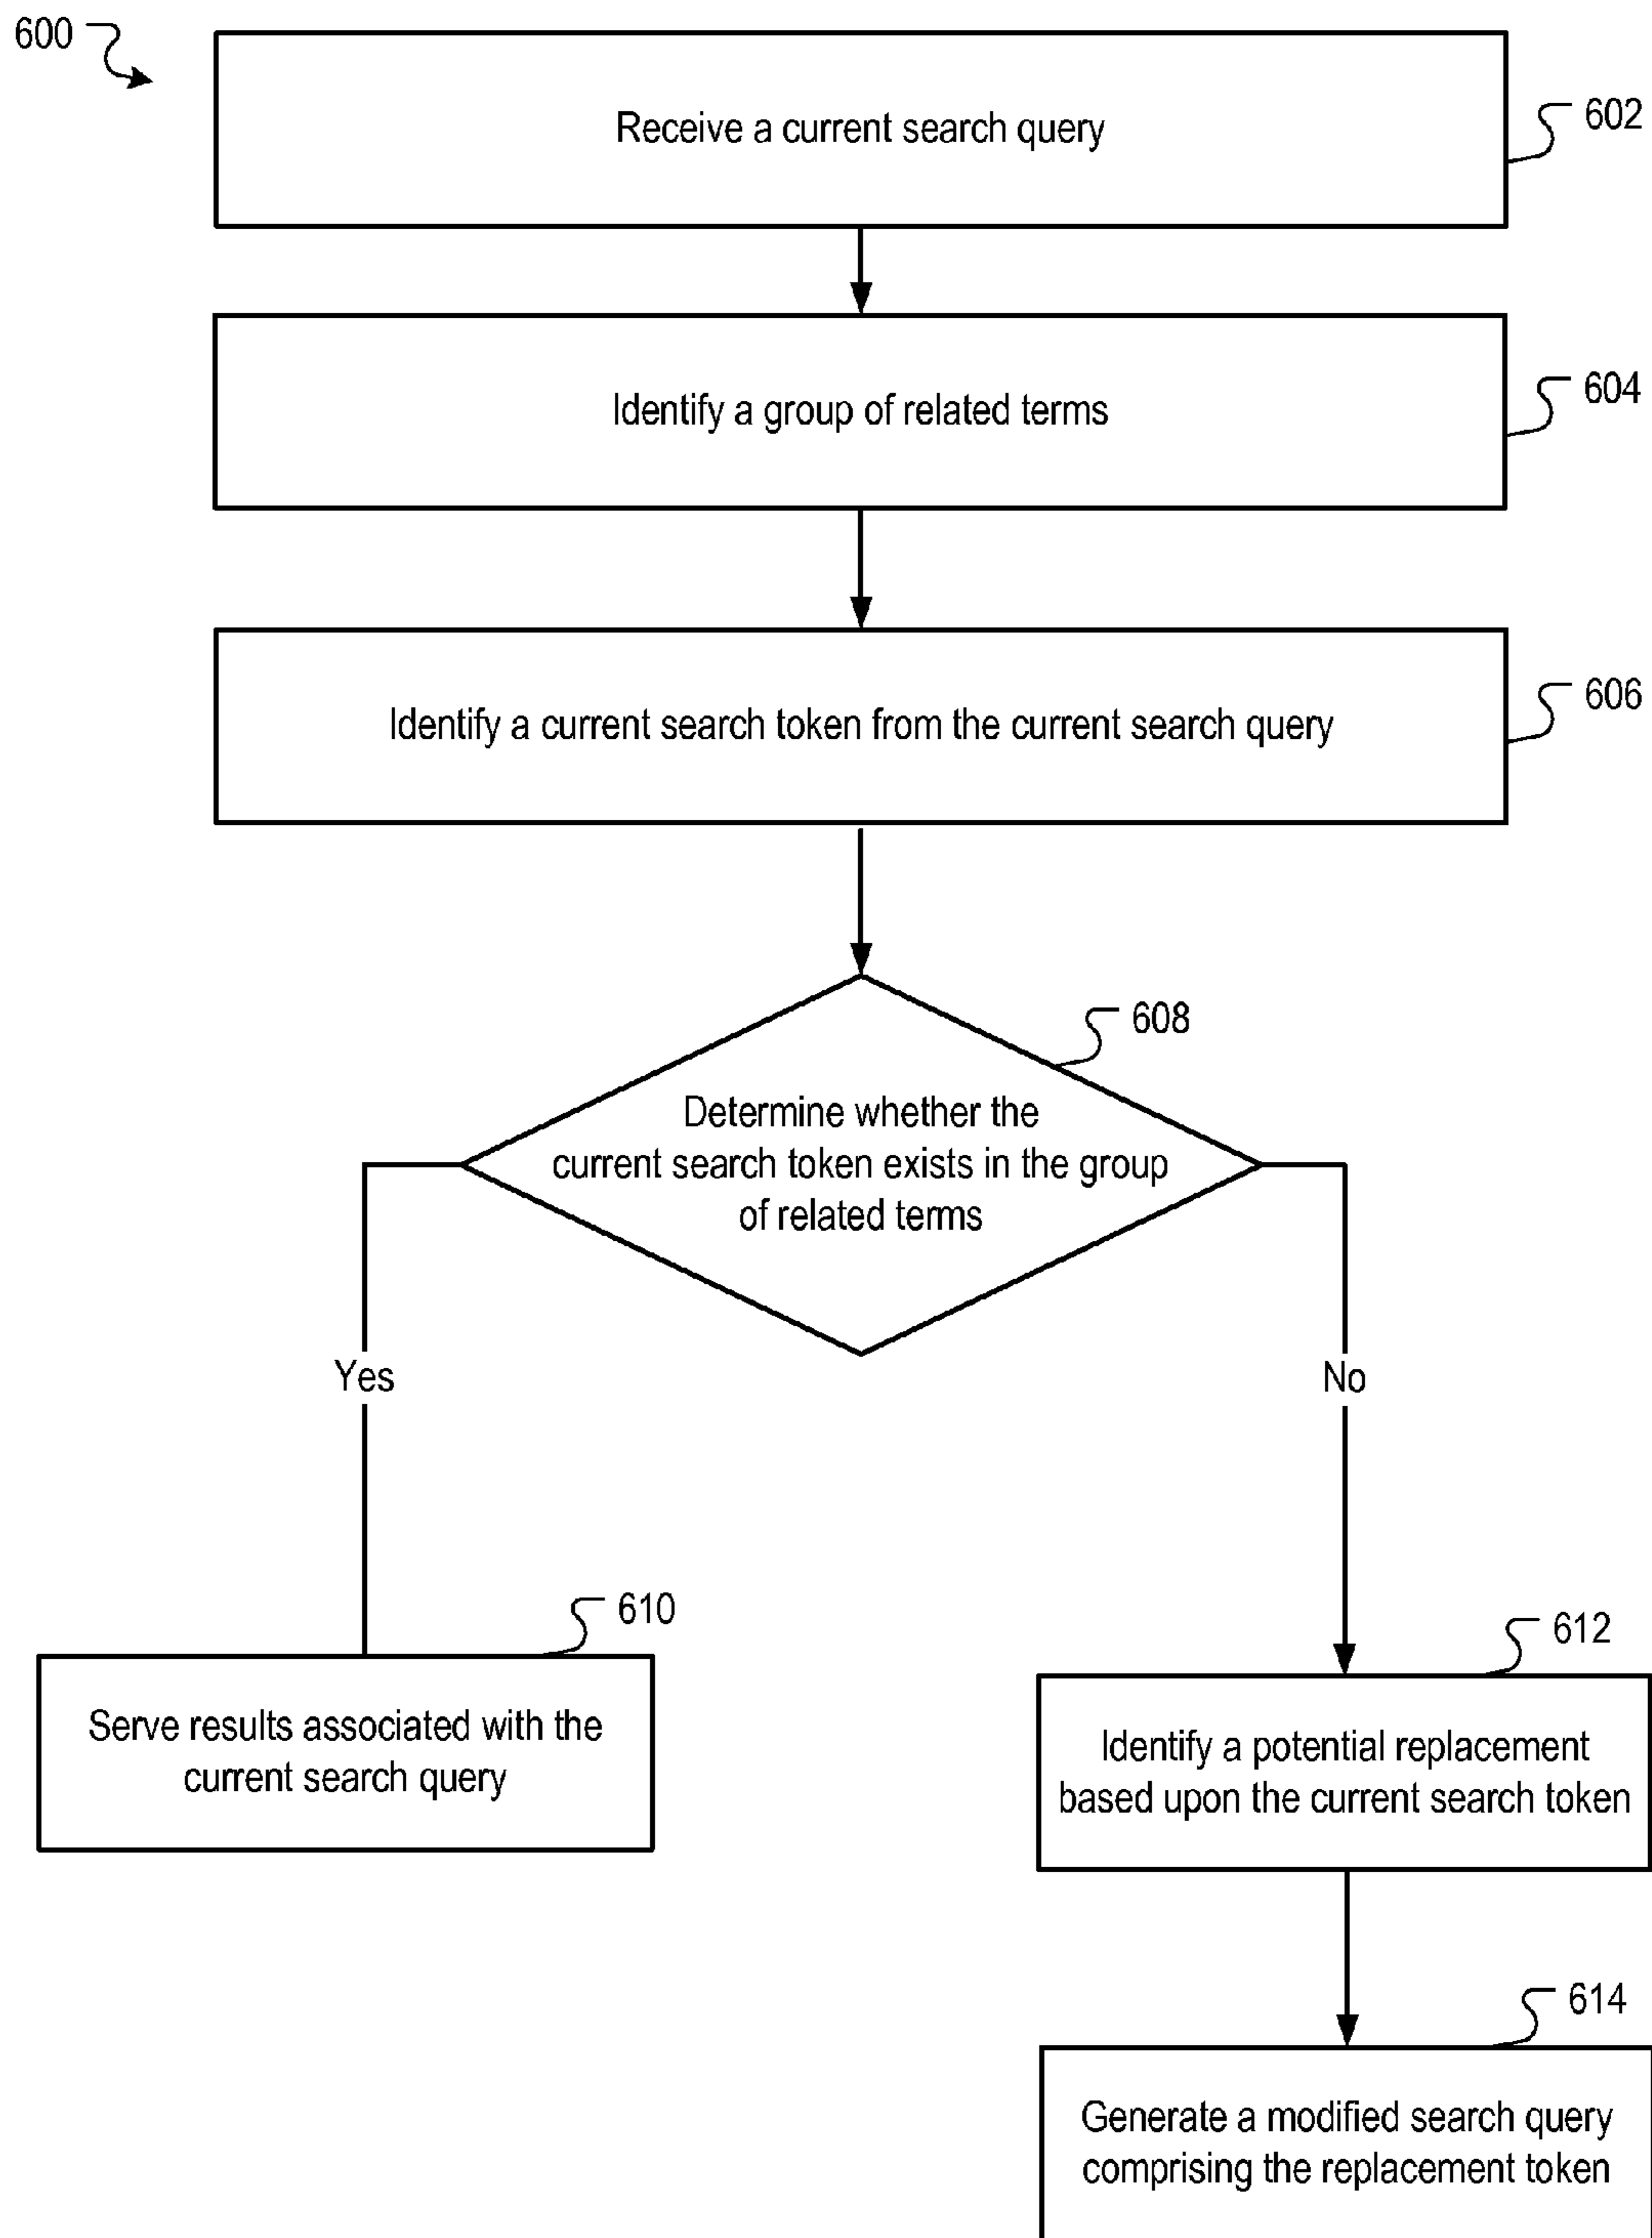 600
Receive a current search query
602
Identify a group of related terms
604
Identify a current search token from the current search query
606
608
Determine whether the
current search token exists in the group
of related terms
Yes
No
610
Serve results associated with the
current search query
612
Identify a potential replacement
based upon the current search token
614
Generate a modified search query
comprising the replacement token